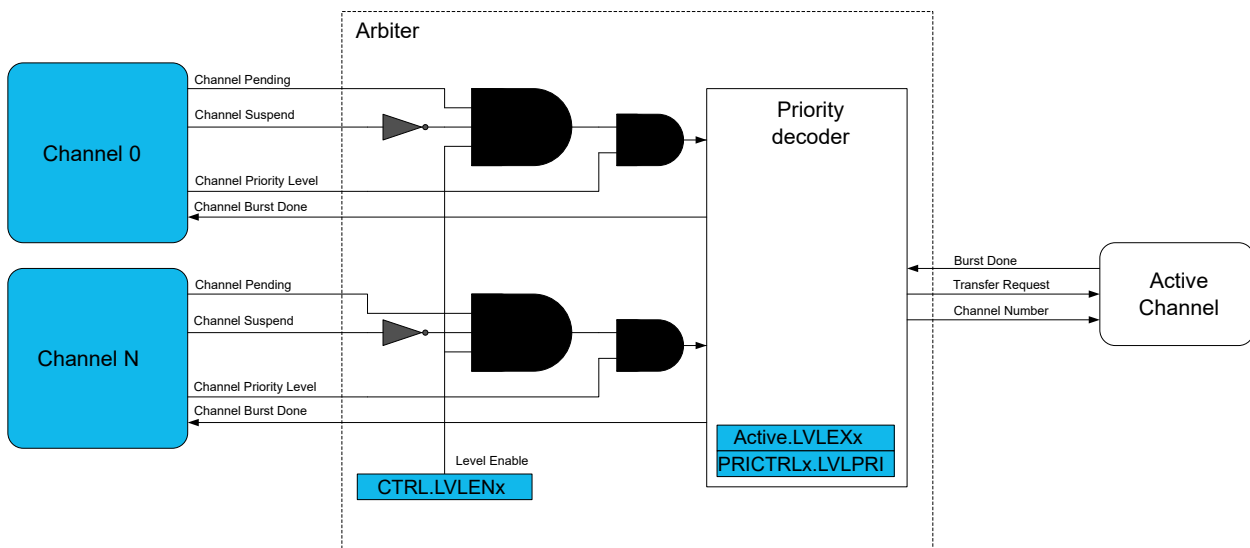 Arbiter
Channel Pending
Channel Suspend
Channel 0
Channel Priority Level
Channel Burst Done
Priority
decoder
Burst Done
Transfer Request
Channel Number
Active
Channel
Channel Pending
Channel Suspend
Channel N
Channel Priority Level
Channel Burst Done
Active.LVLEXx
PRICTRLx.LVLPRI
Level Enable
CTRL.LVLENx